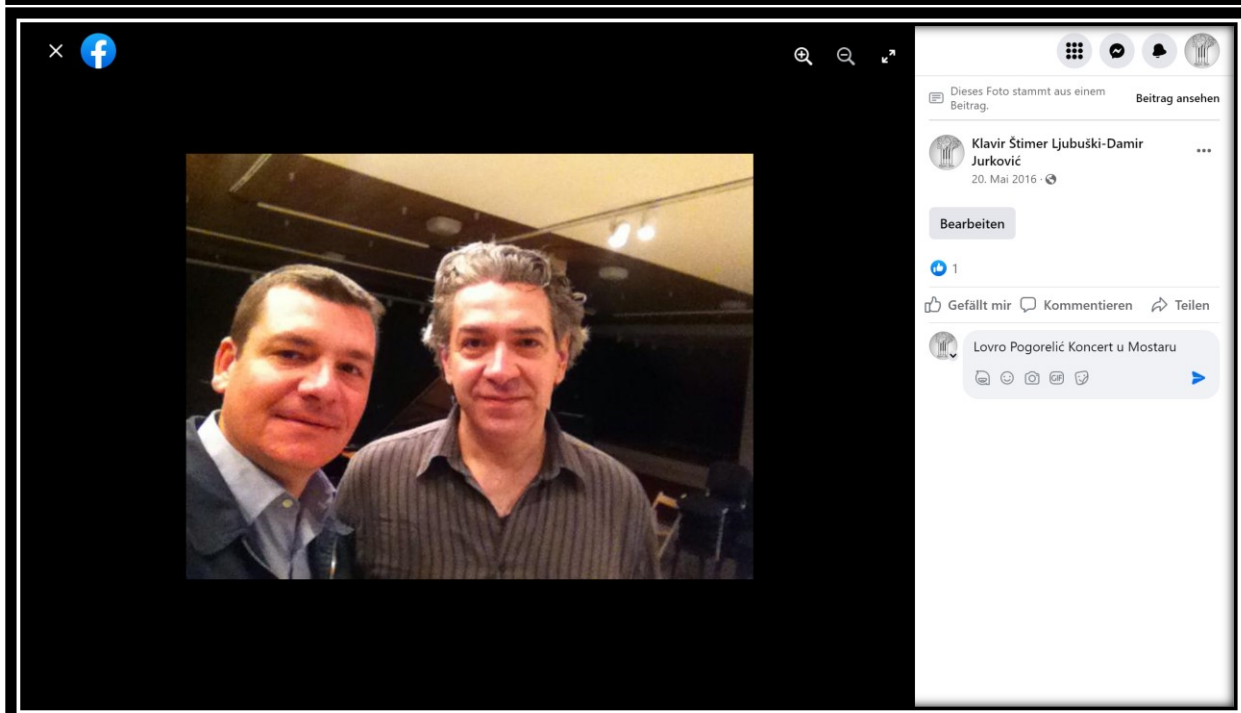 Dieses Foto stammt aus einem
Beitrag.
Beitrag ansehen
Klavir Štimer Ljubuški-Damir
Jurković
20. Mai 2016 ·
Bearbeiten
1
Gefällt mir
Kommentieren
Teilen
Lovro Pogorelić Koncert u Mostaru
GIF